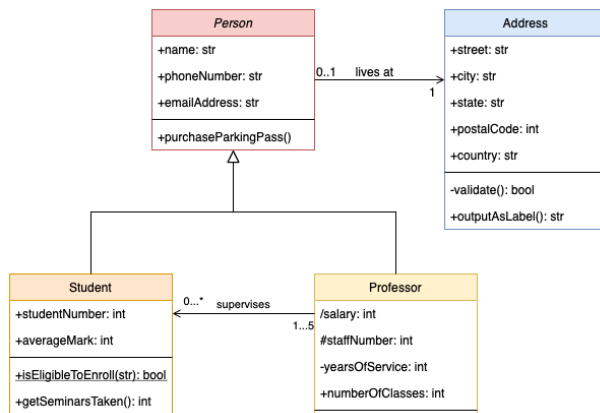 Person
+name: str
+phoneNumber: str
+emailAddress: str
+purchaseParkingPass()
0..1 lives at
1
Address
+street: str
+city: str
+state: str
+postalCode: int
+country: str
-validate(): bool
+outputAsLabel(): str
Student
+studentNumber: int
+averageMark: int
+isEligibleToEnroll(str): bool
+getSeminarsTaken(): int
0...* supervises
1...5
Professor
/salary: int
#staffNumber: int
-yearsOfService: int
+numberOfClasses: int